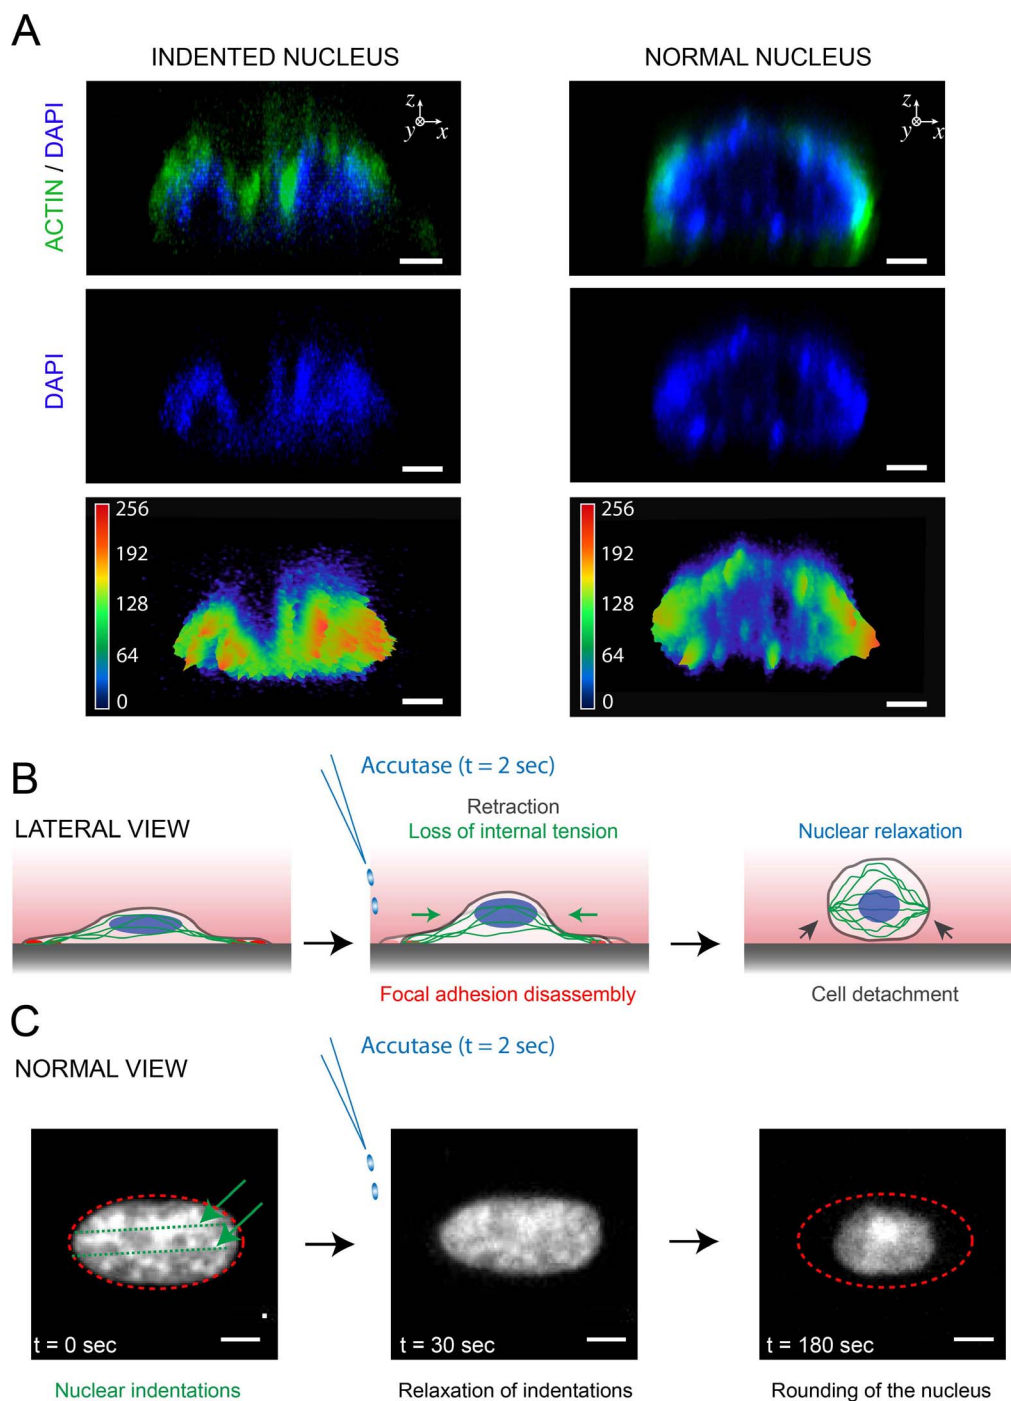 A
INDENTED NUCLEUS
NORMAL NUCLEUS
ACTIN / DAPI
z
y
x
z
y
x
DAPI
256
192
128
64
0
256
192
128
64
0
B
LATERAL VIEW
Accutase (t = 2 sec)
Retraction
Loss of internal tension
Nuclear relaxation
Focal adhesion disassembly
Cell detachment
C
NORMAL VIEW
Accutase (t = 2 sec)
t = 0 sec
t = 30 sec
t = 180 sec
Nuclear indentations
Relaxation of indentations
Rounding of the nucleus